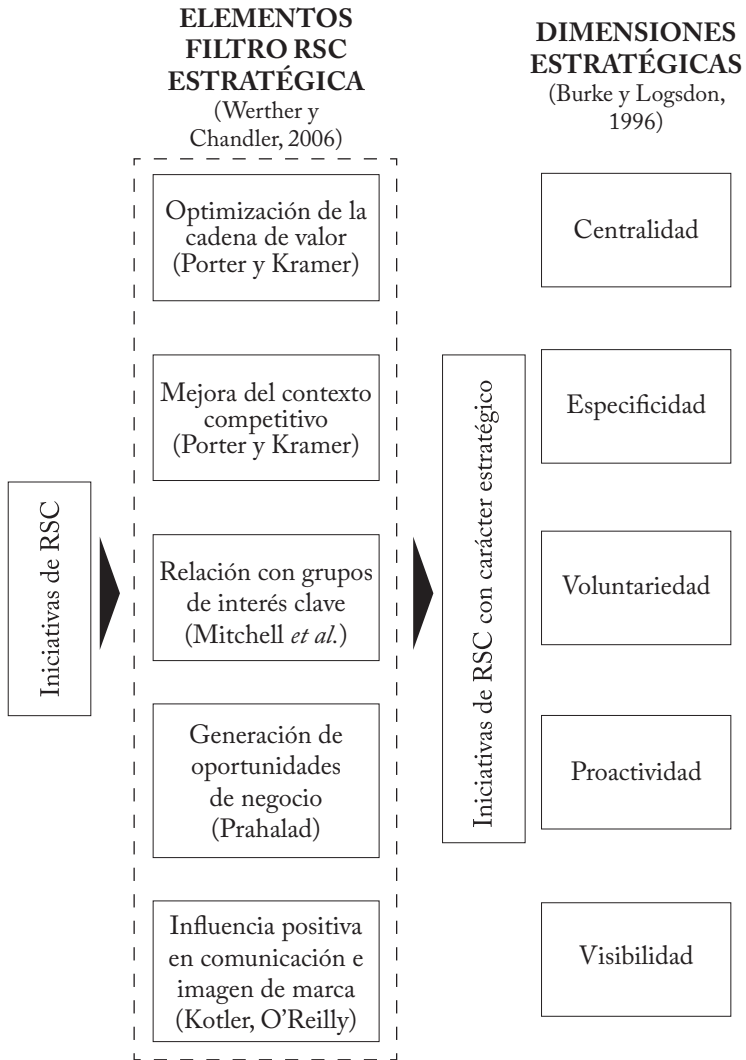 ELEMENTOS
FILTRO RSC
ESTRATÉGICA
(Werther y
Chandler, 2006)
DIMENSIONES
ESTRATÉGICAS
(Burke y Logsdon,
1996)
Iniciativas de RSC
Optimización de la
cadena de valor
(Porter y Kramer)
Mejora del contexto
competitivo
(Porter y Kramer)
Relación con grupos
de interés clave
(Mitchell et al.)
Generación de
oportunidades
de negocio
(Prahalad)
Influencia positiva
en comunicación e
imagen de marca
(Kotler, O’Reilly)
Iniciativas de RSC con carácter estratégico
Centralidad
Especificidad
Voluntariedad
Proactividad
Visibilidad